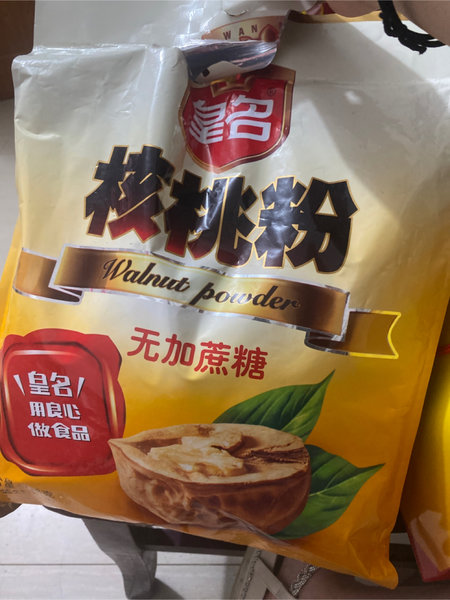 WAN
皇名
核桃粉
Walnut powder
无加蔗糖
皇名
用良心
做食品